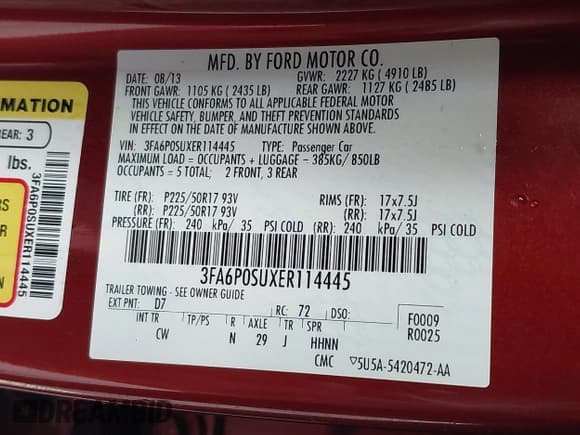 MFD. BY FORD MOTOR CO.
DATE: 08/13 GVWR: 2227 KG ( 4910 LB)
FRONT GAWR: 1105 KG ( 2435 LB) REAR GAWR: 1127 KG ( 2485 LB)
THIS VEHICLE CONFORMS TO ALL APPLICABLE FEDERAL MOTOR
VEHICLE SAFETY, BUMPER, AND THEFT PREVENTION STANDARDS
IN EFFECT ON THE DATE OF MANUFACTURE SHOWN ABOVE.
VIN: 3FA6P0SUXER114445 TYPE: Passenger Car
MAXIMUM LOAD = OCCUPANTS + LUGGAGE - 385KG/ 850LB
OCCUPANTS = 5 TOTAL; 2 FRONT, 3 REAR
TIRE (FR): P225/50R17 93V RIMS (FR): 17x7.5J
(RR): P225/50R17 93V (RR): 17x7.5J
PRESSURE (FR): 240 kPa/ 35 PSI COLD (RR): 240 kPa/ 35 PSI COLD
3FA6P0SUXER114445
TRAILER TOWING - SEE OWNER GUIDE
EXT PNT: D7 RC: 72 DSO:
F0009
R0025
INT TR TP/PS R AXLE TR SPR
CW N 29 J HHNN
CMC 5U5A-5420472-AA
ORMATION
REAR: 3
lbs.
RS
R
N
3FA6P0SUXER114445
DREAMBID